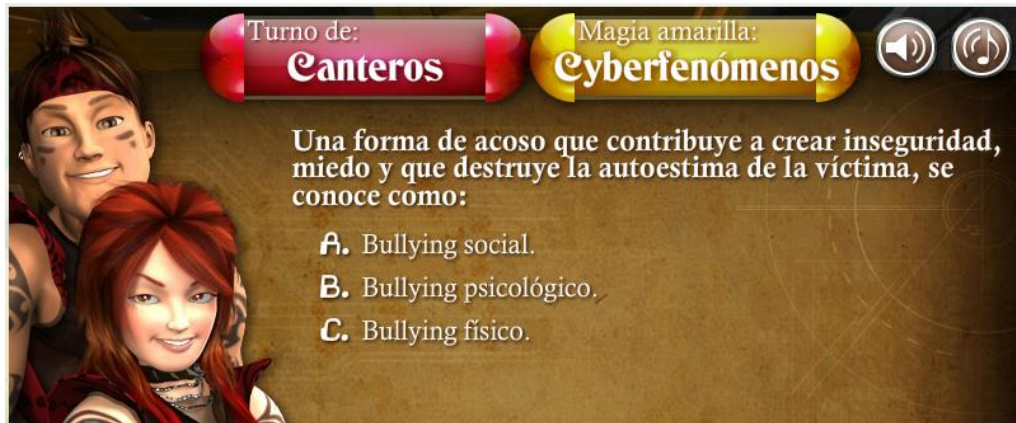 Turno de:
Canteros
Magia amarilla:
Cyberfenómenos
Una forma de acoso que contribuye a crear inseguridad,
miedo y que destruye la autoestima de la víctima, se
conoce como:
A. Bullying social.
B. Bullying psicológico.
C. Bullying físico.